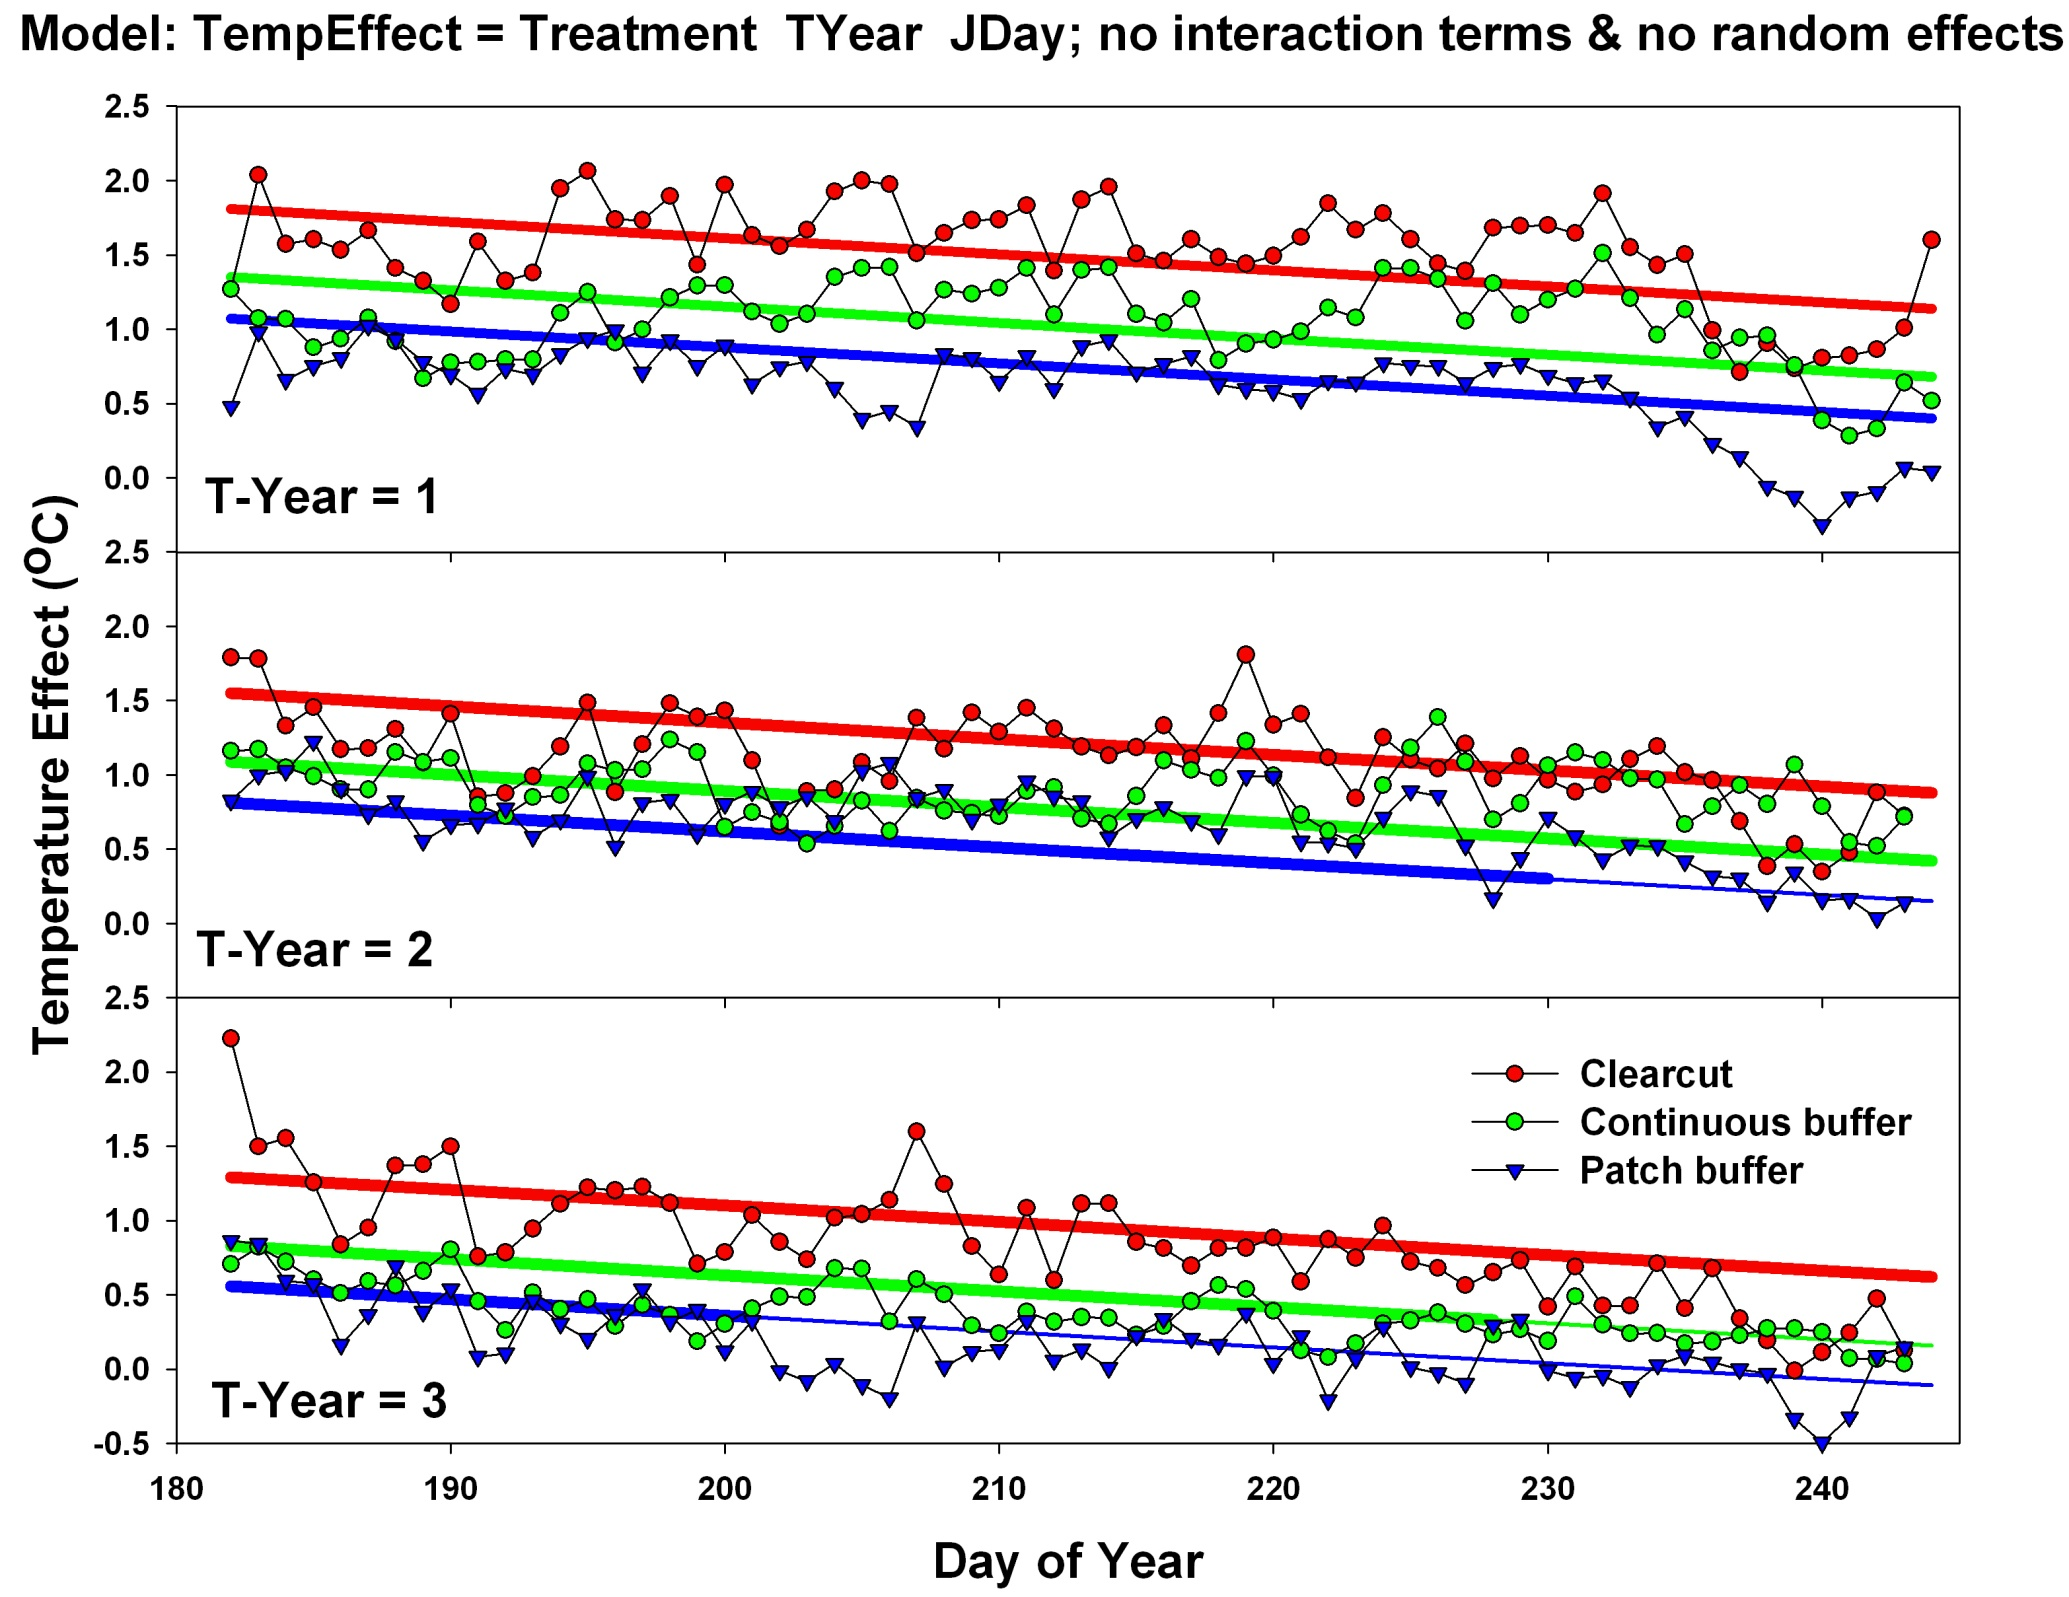 Model: TempEffect = Treatment  TYear  JDay; no interaction terms & no random effects
Temperature Effect (ºC)
2.5
2.0
1.5
1.0
0.5
0.0
T-Year = 1
2.5
2.0
1.5
1.0
0.5
0.0
T-Year = 2
2.5
2.0
1.5
1.0
0.5
0.0
-0.5
Clearcut
Continuous buffer
Patch buffer
T-Year = 3
180 190 200 210 220 230 240
Day of Year